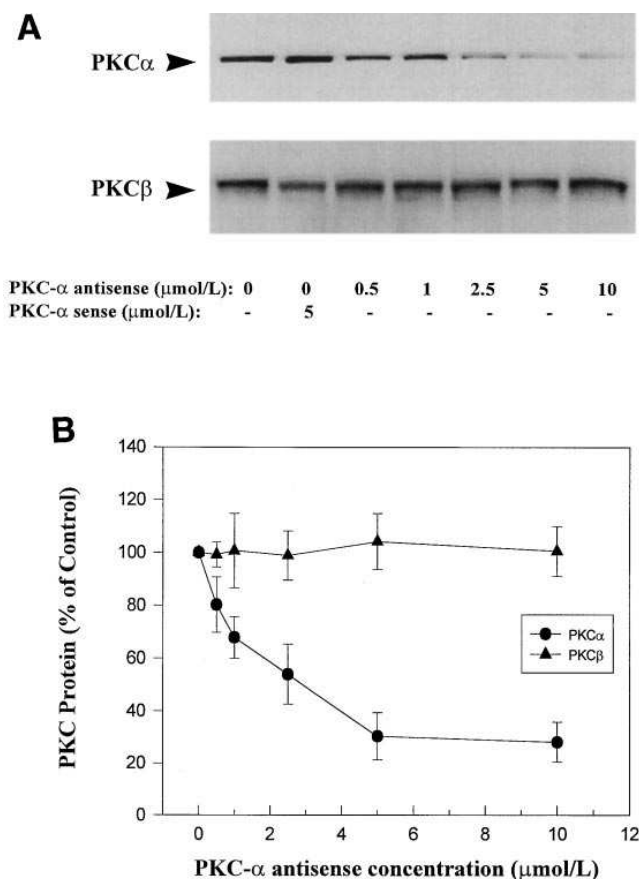 A
PKCα
PKCβ
PKC-α antisense (μmol/L): 0 0 0.5 1 2.5 5 10
PKC-α sense (μmol/L): - 5 - - - - -
B
PKC Protein (% of Control)
140
120
100
80
60
40
20
0
PKCα
PKCβ
0 2 4 6 8 10 12
PKC-α antisense concentration (μmol/L)